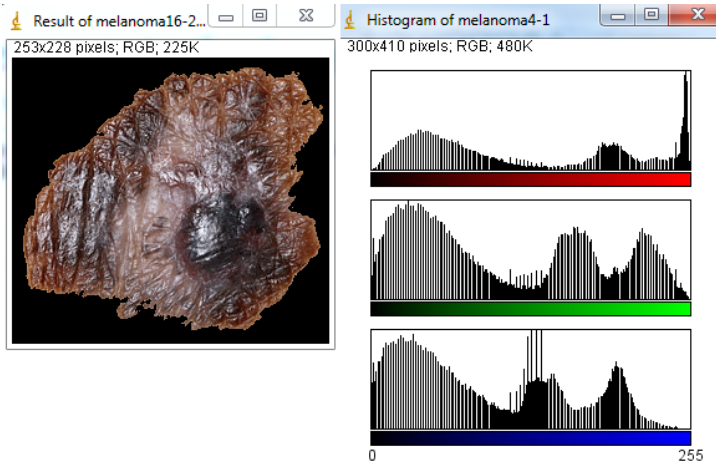 Result of melanoma16-2...
253x228 pixels; RGB; 225K
Histogram of melanoma4-1
300x410 pixels; RGB; 480K
0 255